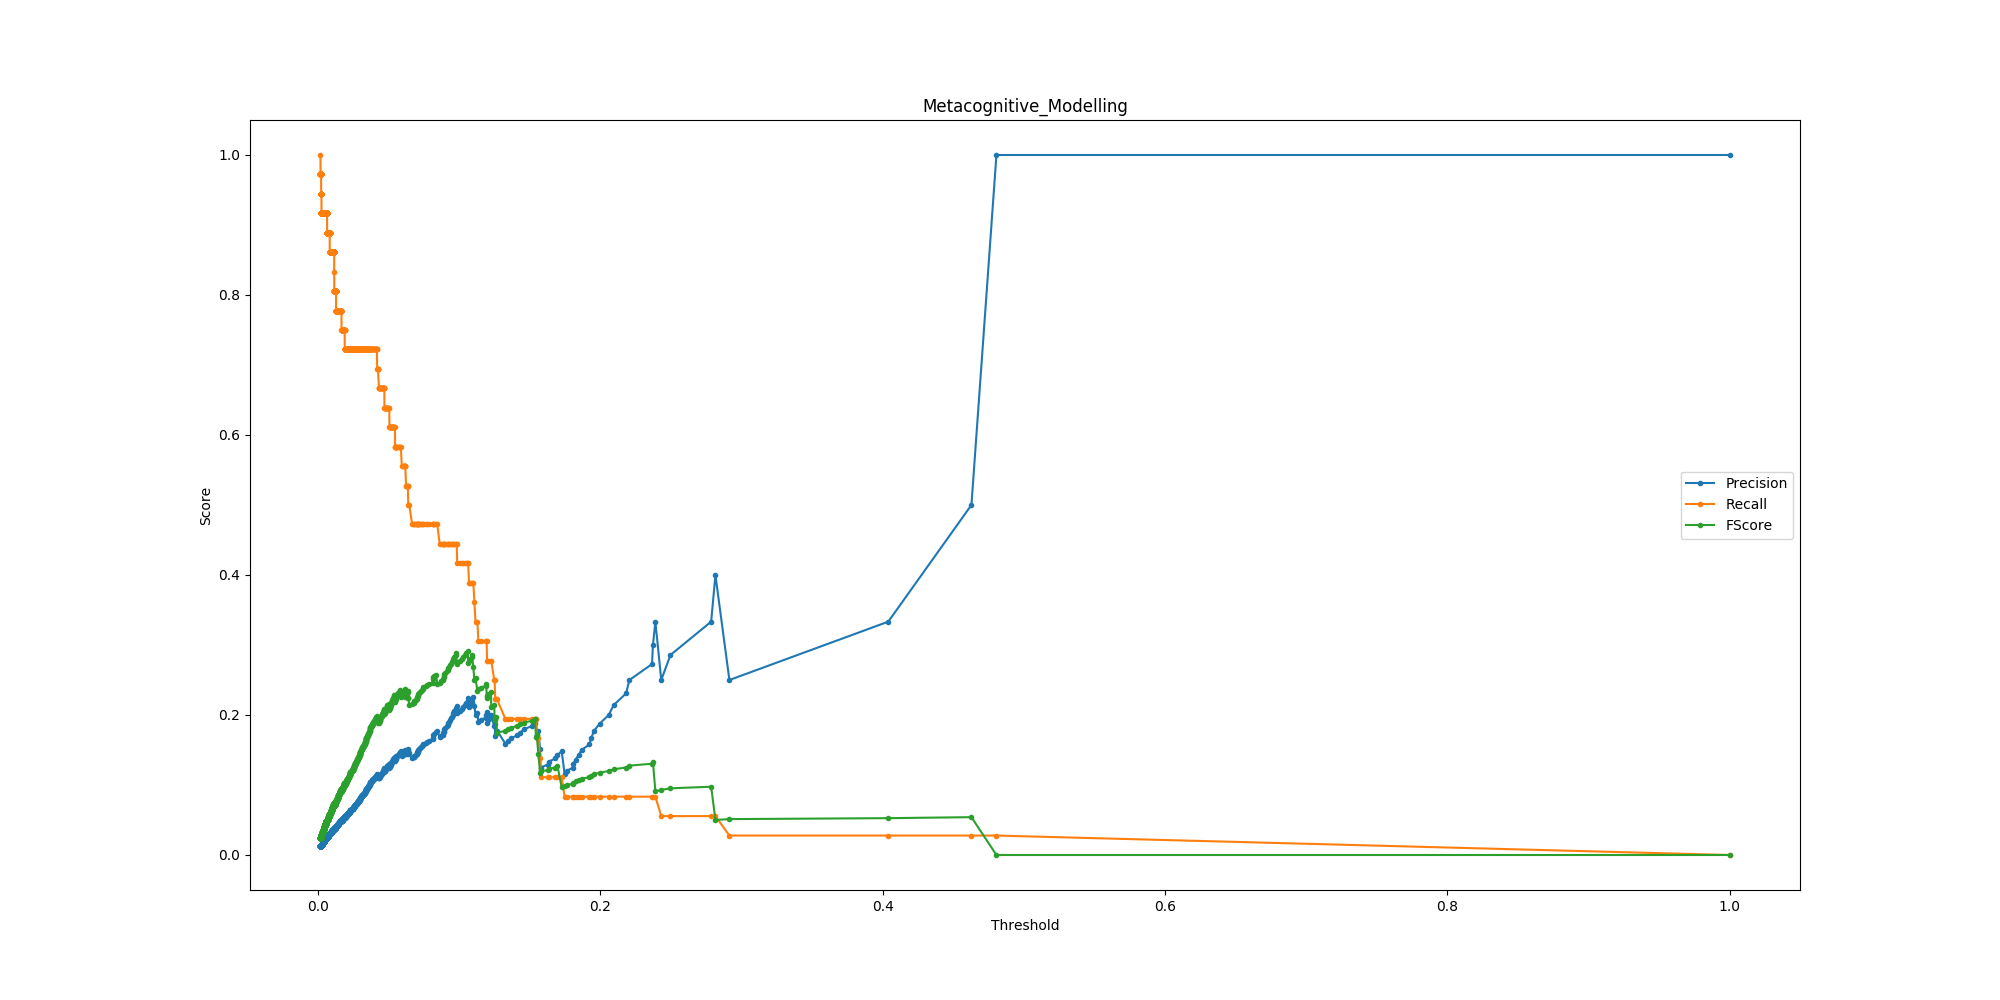 Metacognitive_Modelling
1.0
0.8
0.6
0.4
0.2
0.0
Score
Precision
Recall
FScore
0.0 0.2 0.4 0.6 0.8 1.0
Threshold